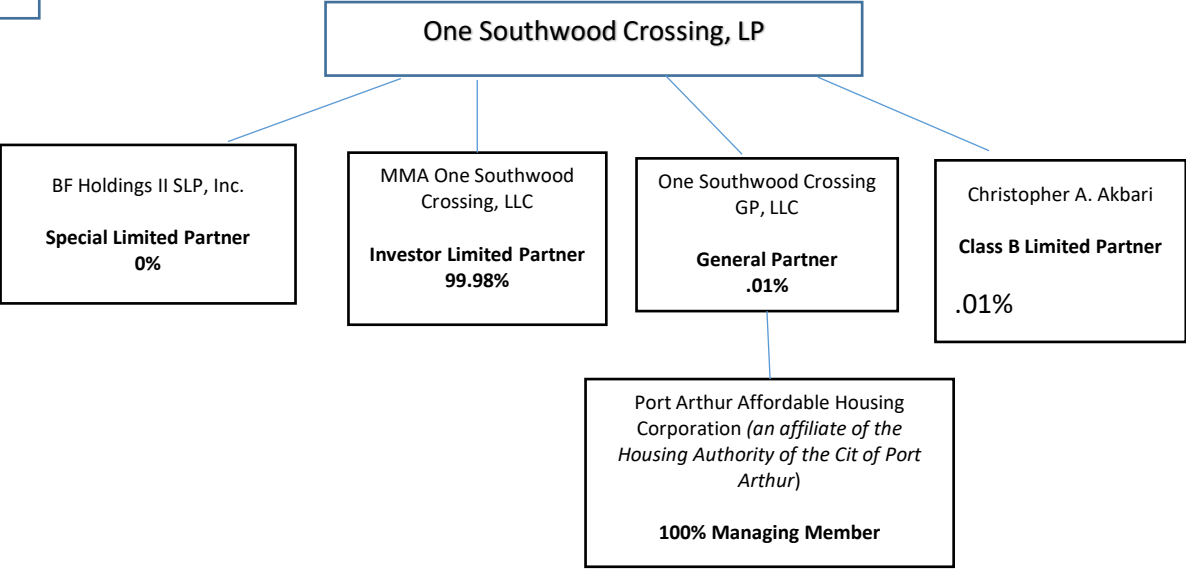 One Southwood Crossing, LP
BF Holdings II SLP, Inc.
Special Limited Partner
0%
MMA One Southwood
Crossing, LLC
Investor Limited Partner
99.98%
One Southwood Crossing
GP, LLC
General Partner
.01%
Christopher A. Akbari
Class B Limited Partner
.01%
Port Arthur Affordable Housing
Corporation (an affiliate of the
Housing Authority of the Cit of Port
Arthur)
100% Managing Member